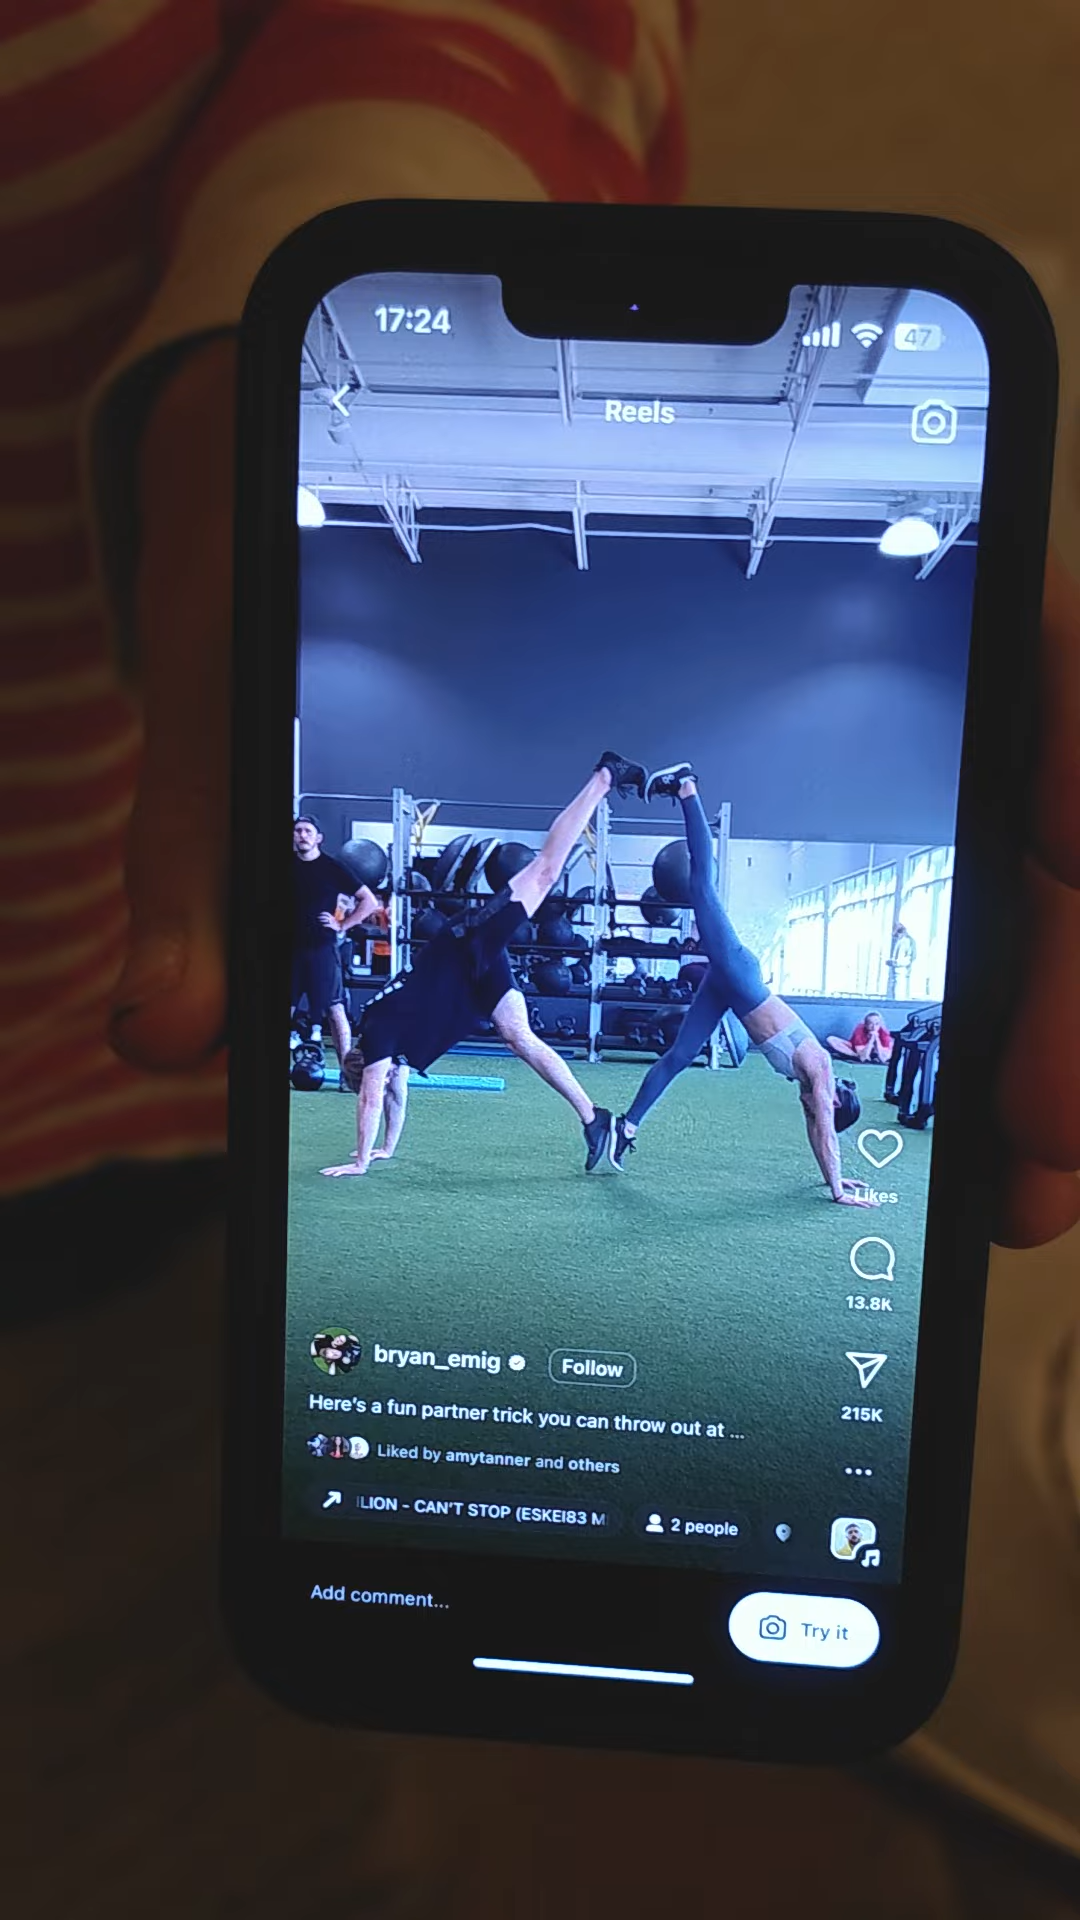 17:24
47
Reels
Likes
13.8K
bryan_emig
Follow
215K
Here's a fun partner trick you can throw out at ...
Liked by amytanner and others
LION - CAN'T STOP (ESKEI83 M
2 people
Add comment...
Try it